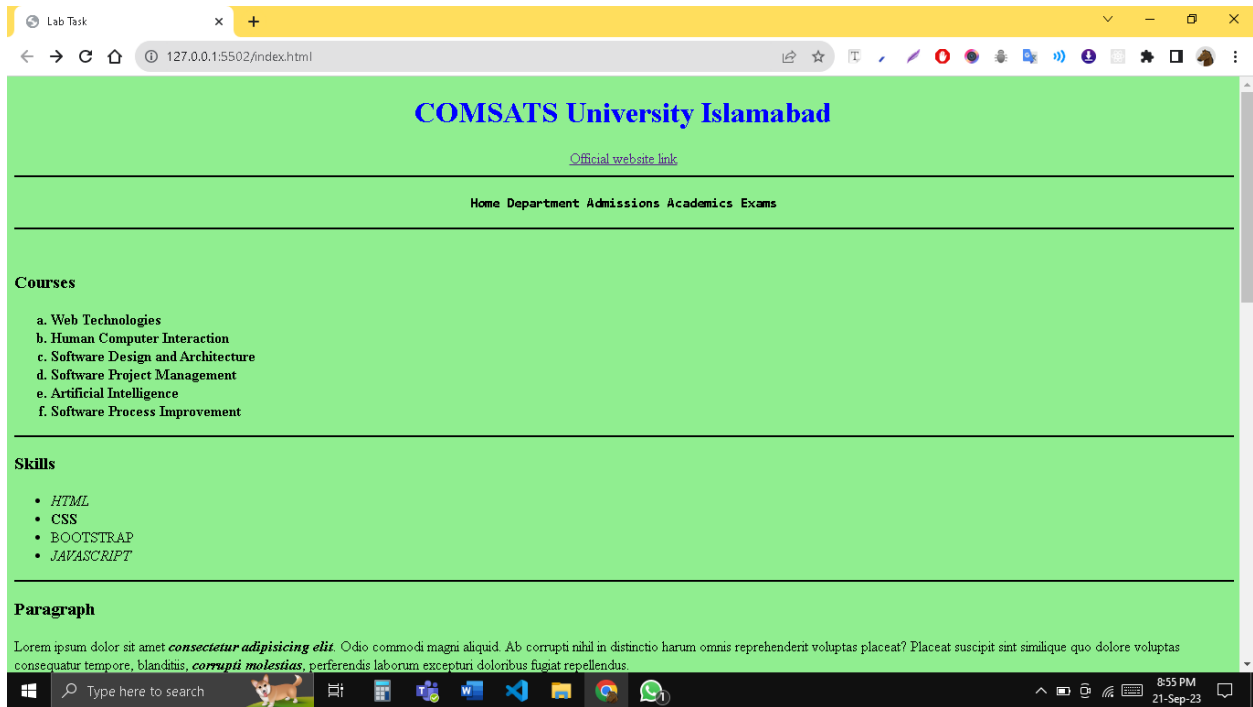 Lab Task
127.0.0.1:5502/index.html
COMSATS University Islamabad
Official website link
Home Department Admissions Academics Exams
Courses
a. Web Technologies
b. Human Computer Interaction
c. Software Design and Architecture
d. Software Project Management
e. Artificial Intelligence
f. Software Process Improvement
Skills
• HTML
• CSS
• BOOTSTRAP
• JAVASCRIPT
Paragraph
Lorem ipsum dolor sit amet consectetur adipisicing elit. Odio commodi magni aliquid. Ab corrupti nihil in distinctio harum omnis reprehenderit voluptas placeat? Placeat suscipit sint similique quo dolore voluptas
consequatur tempore, blanditiis, corrupti molestias, perferendis laborum excepturi doloribus fugiat repellendus.
Type here to search
8:55 PM
21-Sep-23